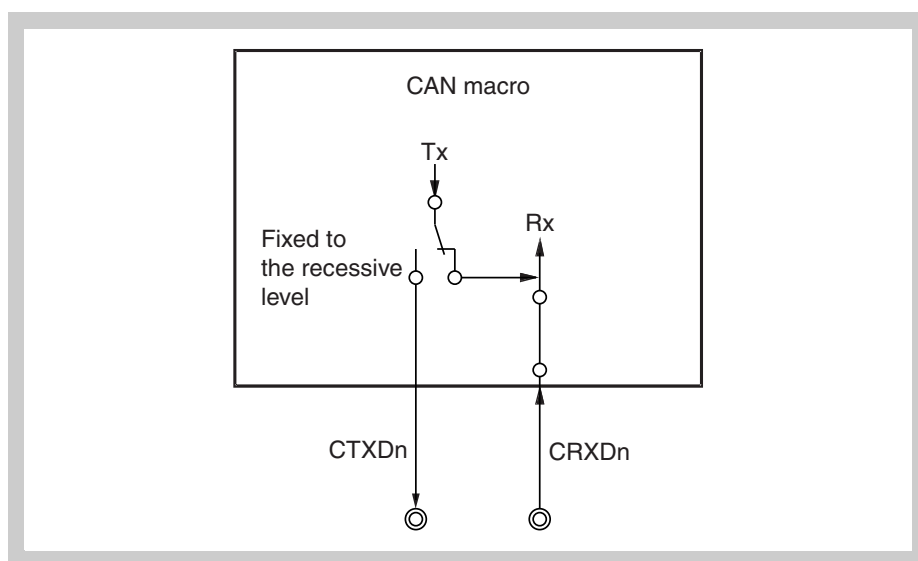 CAN macro
Tx
Rx
Fixed to
the recessive
level
CTXDn
CRXDn